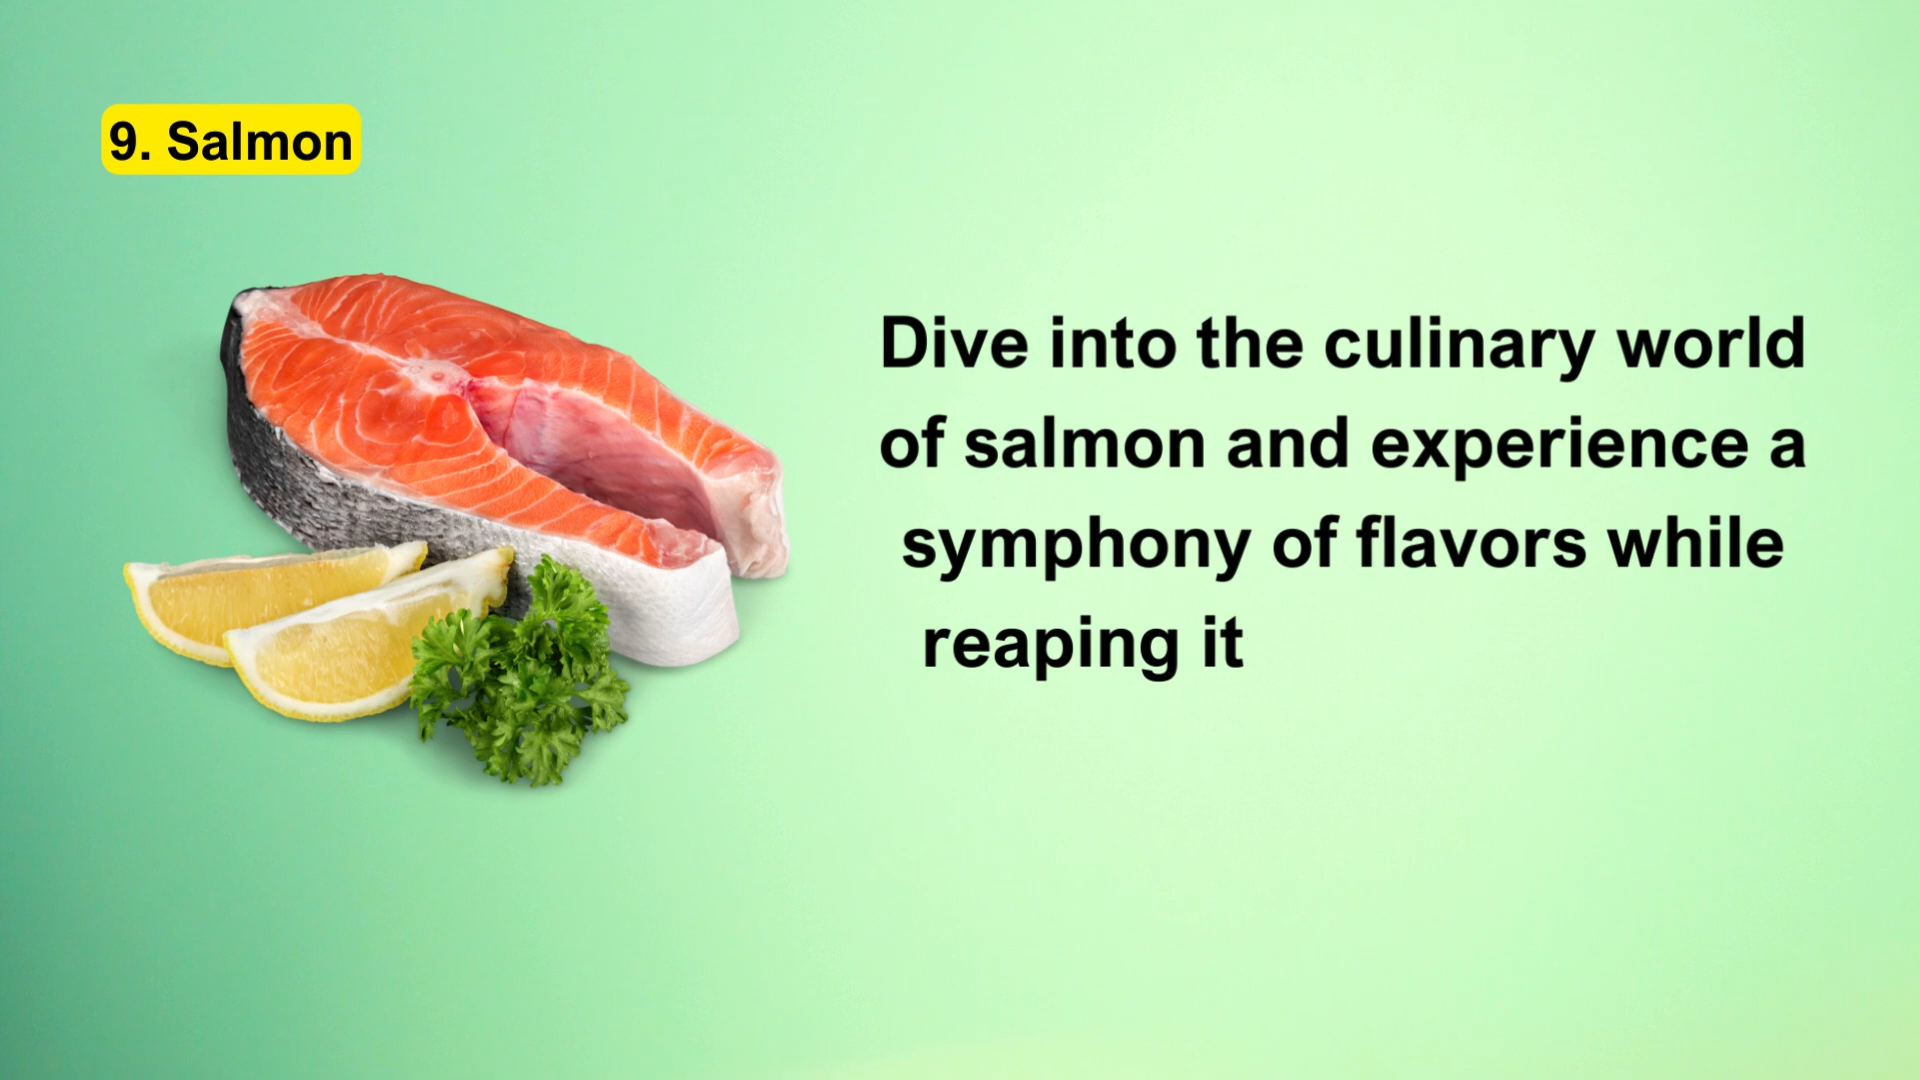 9. Salmon
Dive into the culinary world
of salmon and experience a
symphony of flavors while
reaping it